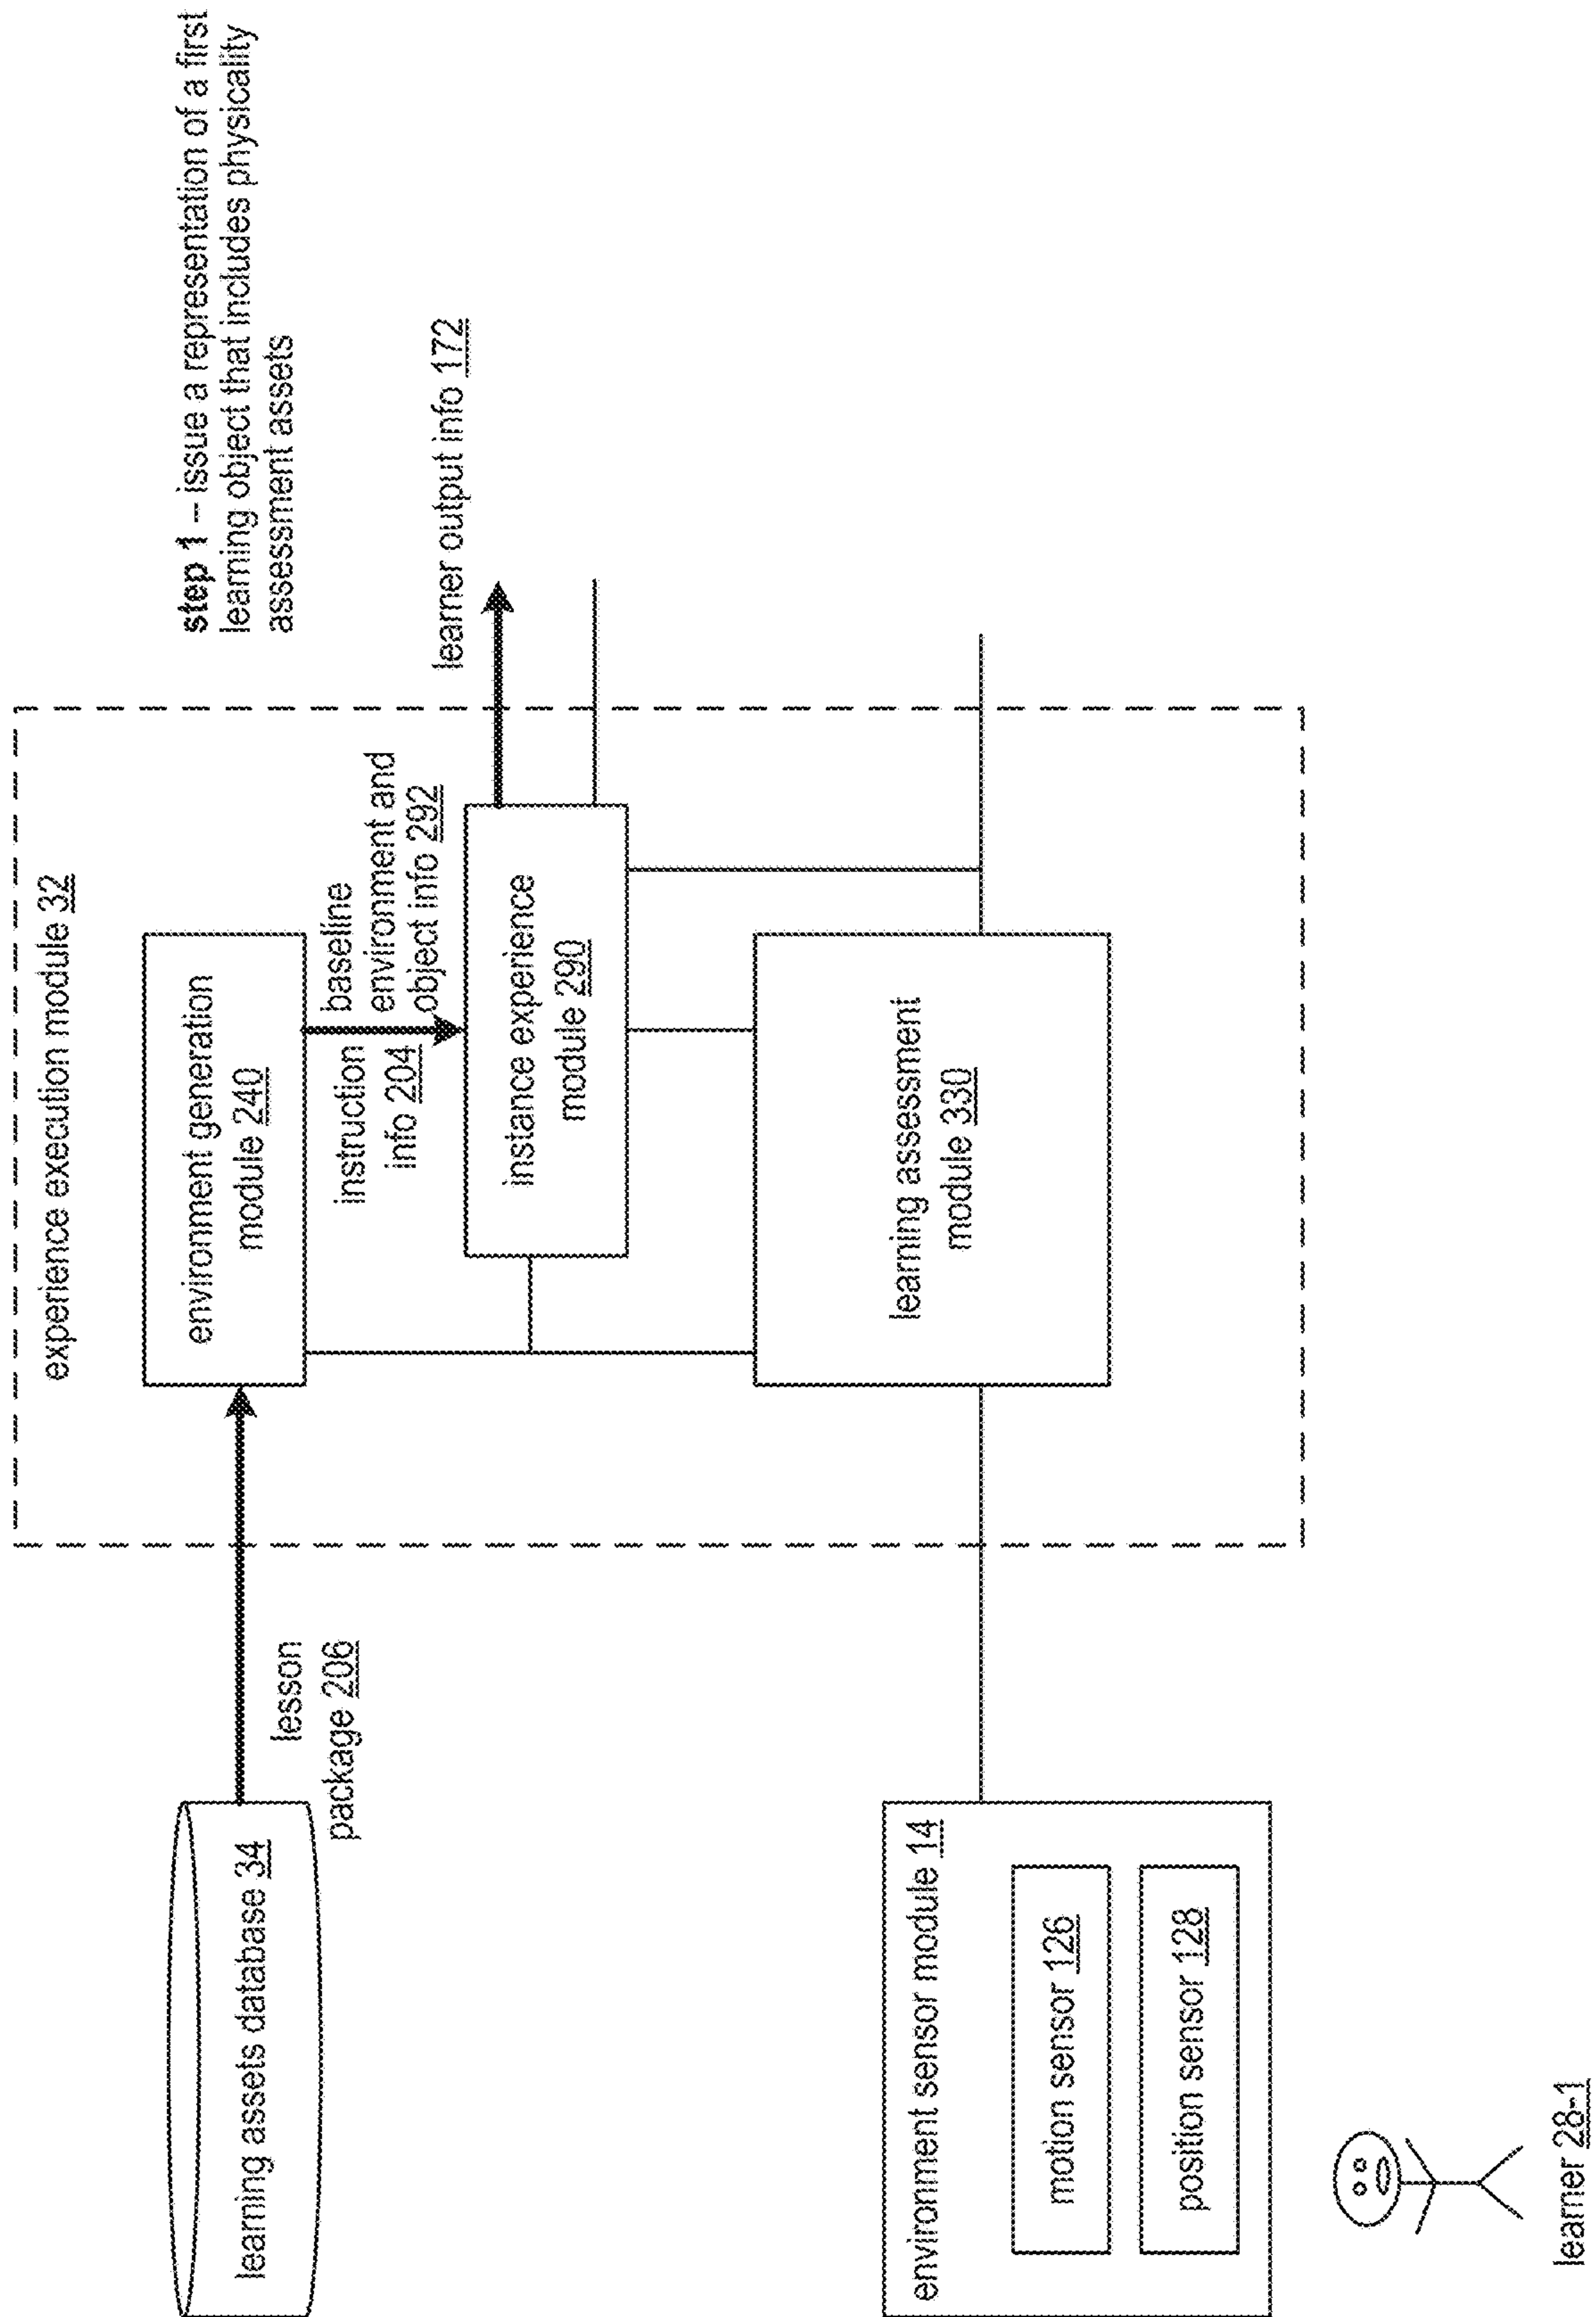 experience execution module 32
step 1 – issue a representation of a first
learning object that includes physicality
assessment assets
learning assets database 34
lesson
package 206
environment generation
module 240
instruction
info 204
baseline
environment and
object info 292
learner output info 172
instance experience
module 290
environment sensor module 14
motion sensor 126
position sensor 128
learning assessment
module 330
learner 28-1